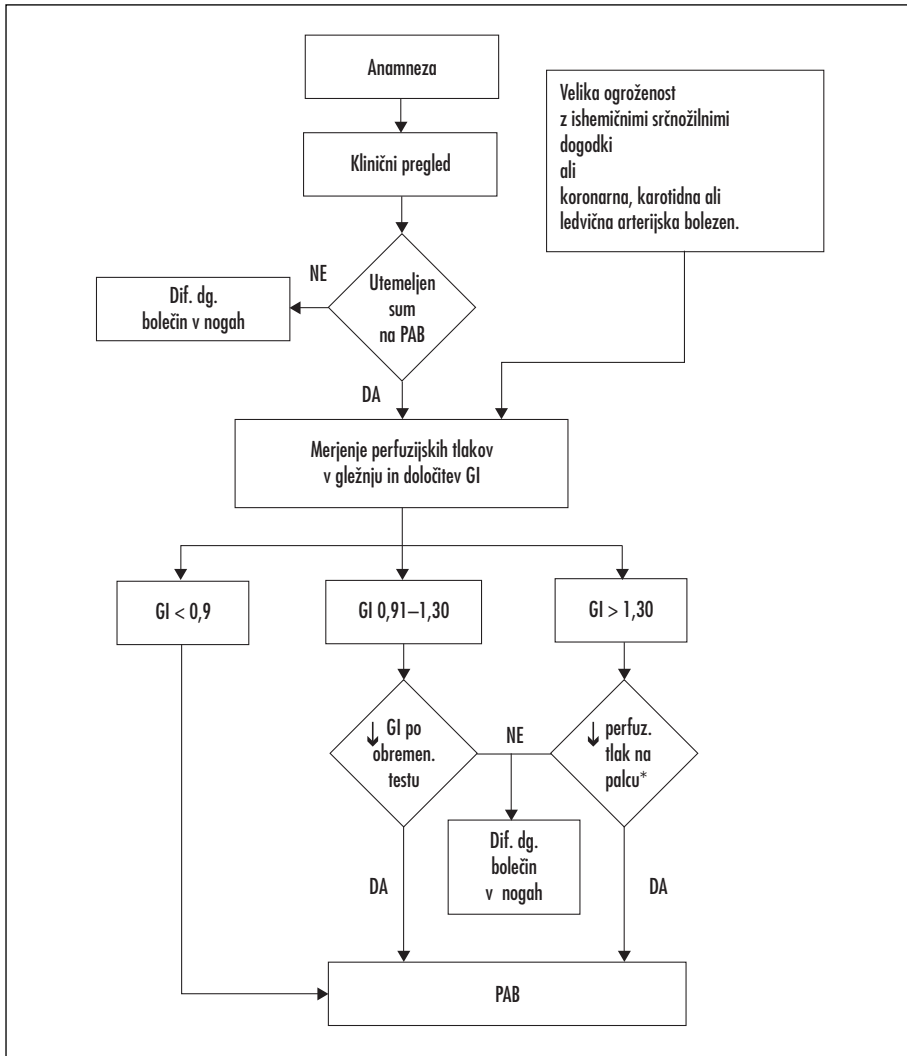 Anamneza
Velika ogroženost
z ishemičnimi srčnožilnimi
dogodki
ali
koronarna, karotidna ali
ledvična arterijska bolezen.
Klinični pregled
NE
Utemeljen
sum
na PAB
Dif. dg.
bolečin v nogah
DA
Merjenje perfuzijskih tlakov
v gležnju in določitev GI
GI < 0,9
GI 0,91–1,30
GI > 1,30
↓ GI po
obremen.
testu
NE
↓ perfuz.
tlak na
palcu*
Dif. dg.
bolečin
v nogah
DA
DA
PAB